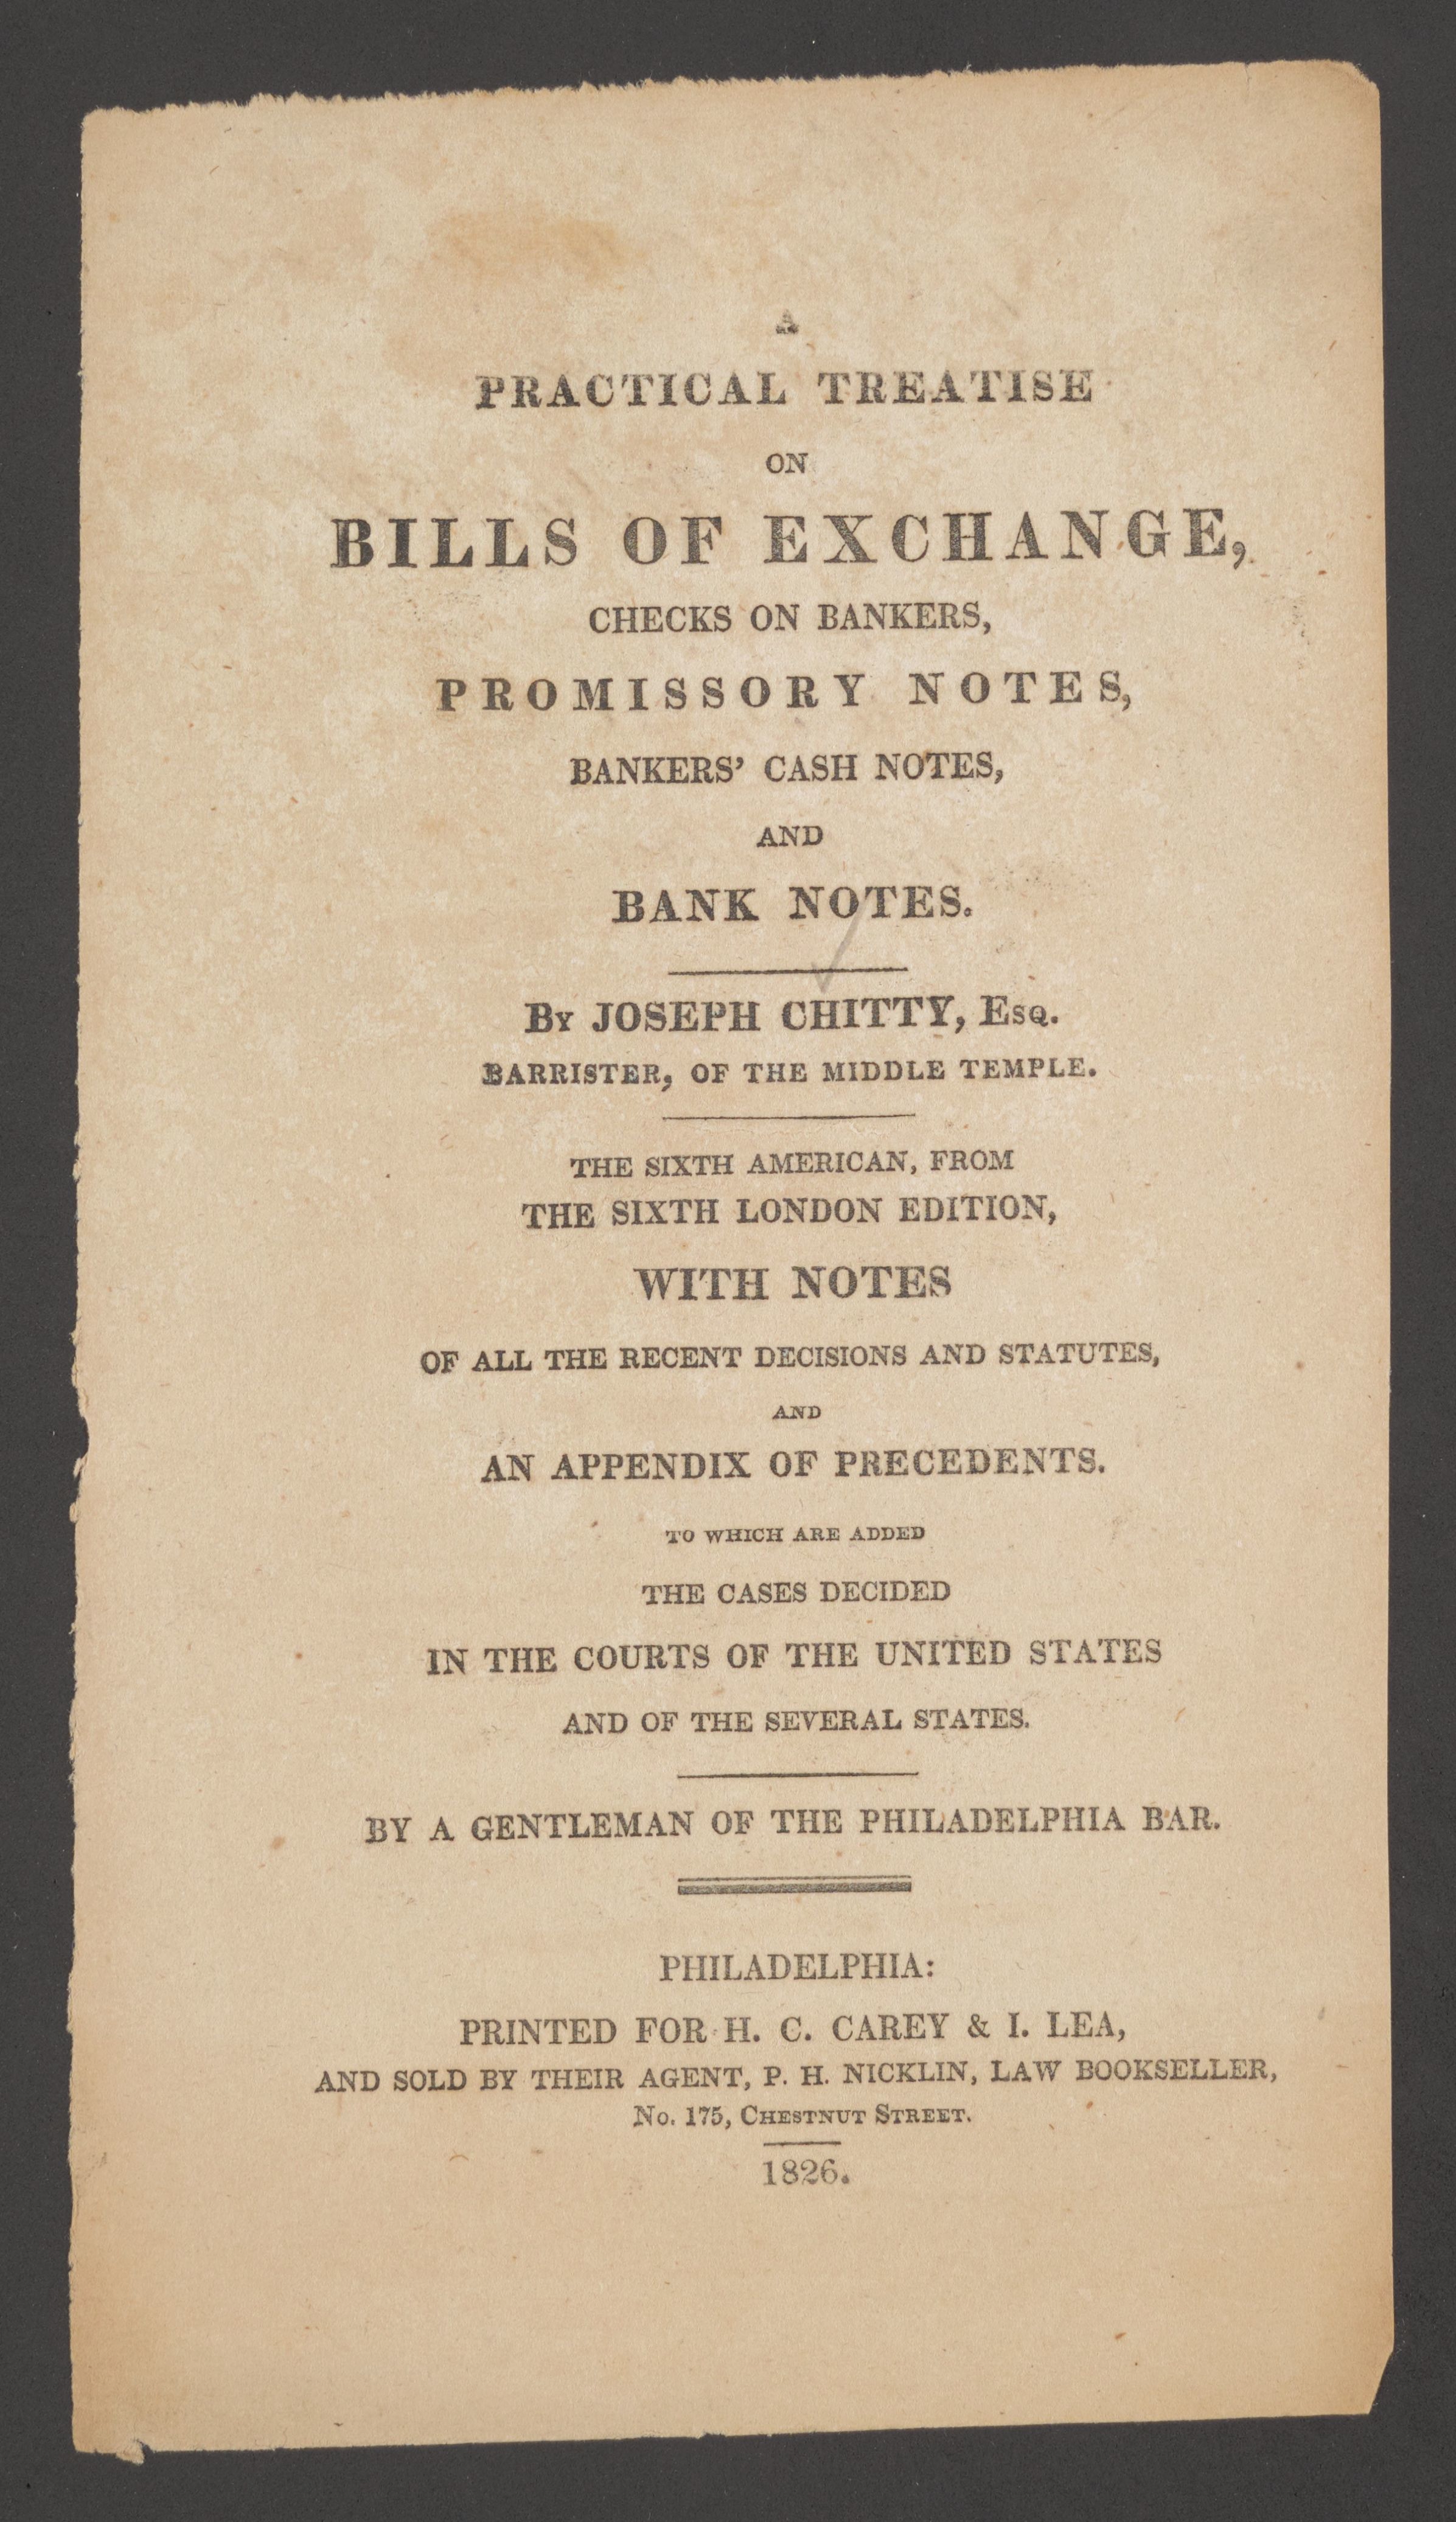 A
PRACTICAL TREATISE
ON
BILLS OF EXCHANGE,
CHECKS ON BANKERS,
PROMISSORY NOTES,
BANKERS' CASH NOTES,
AND
BANK NOTES.
By JOSEPH CHITTY, Esq.
BARRISTER, OF THE MIDDLE TEMPLE.
THE SIXTH AMERICAN, FROM
THE SIXTH LONDON EDITION,
WITH NOTES
OF ALL THE RECENT DECISIONS AND STATUTES,
AND
AN APPENDIX OF PRECEDENTS.
TO WHICH ARE ADDED
THE CASES DECIDED
IN THE COURTS OF THE UNITED STATES
AND OF THE SEVERAL STATES.
BY A GENTLEMAN OF THE PHILADELPHIA BAR.
PHILADELPHIA:
PRINTED FOR H. C. CAREY & I. LEA,
AND SOLD BY THEIR AGENT, P. H. NICKLIN, LAW BOOKSELLER,
No. 175, Chestnut Street.
1826.